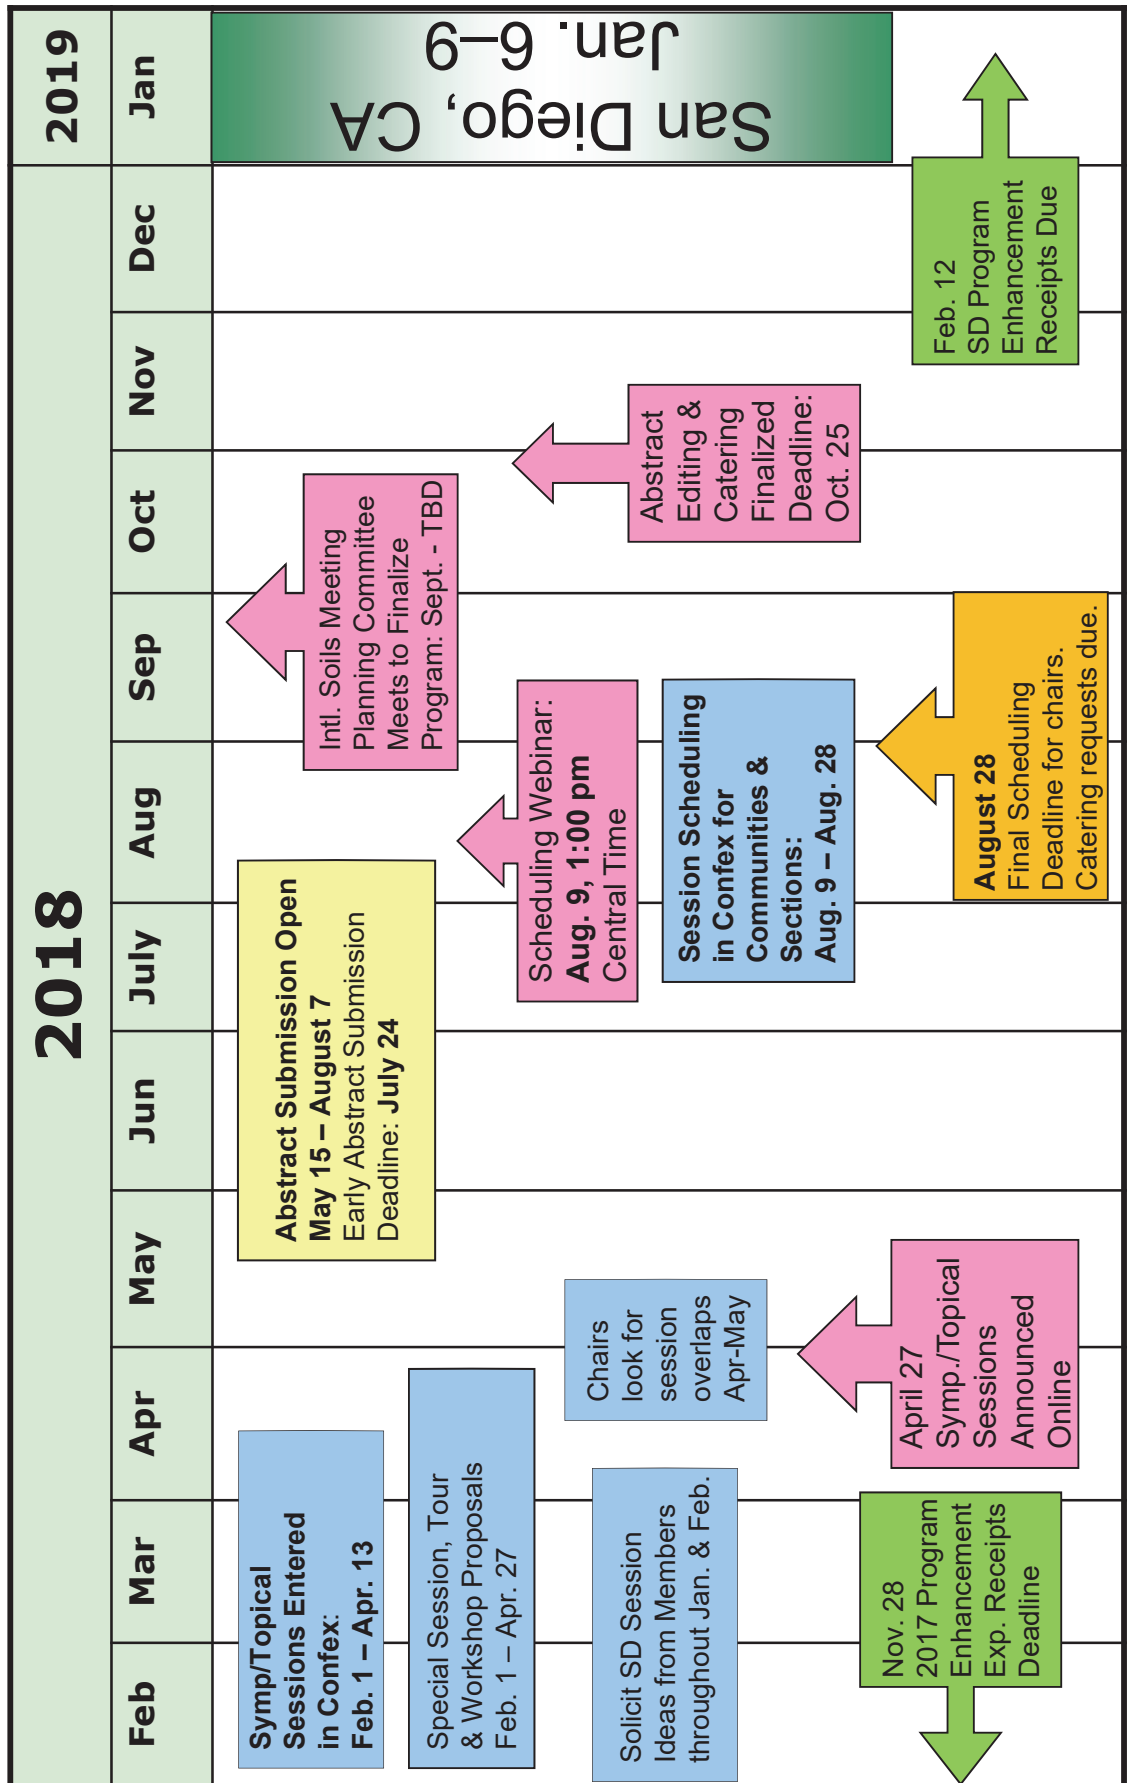 2018
2019
Feb
Mar
Apr
May
Jun
July
Aug
Sep
Oct
Nov
Dec
Jan
Symp/Topical
Sessions Entered
in Confex:
Feb. 1 – Apr. 13
Special Session, Tour
& Workshop Proposals
Feb. 1 – Apr. 27
Solicit SD Session
Ideas from Members
throughout Jan. & Feb.
Nov. 28
2017 Program
Enhancement
Exp. Receipts
Deadline
Chairs
look for
session
overlaps
Apr-May
April 27
Symp./Topical
Sessions
Announced
Online
Abstract Submission Open
May 15 – August 7
Early Abstract Submission
Deadline: July 24
Scheduling Webinar:
Aug. 9, 1:00 pm
Central Time
Session Scheduling
in Confex for
Communities &
Sections:
Aug. 9 – Aug. 28
August 28
Final Scheduling
Deadline for chairs.
Catering requests due.
Intl. Soils Meeting
Planning Committee
Meets to Finalize
Program: Sept. - TBD
Abstract
Editing &
Catering
Finalized
Deadline:
Oct. 25
Feb. 12
SD Program
Enhancement
Receipts Due
San Diego, CA
Jan. 6–9